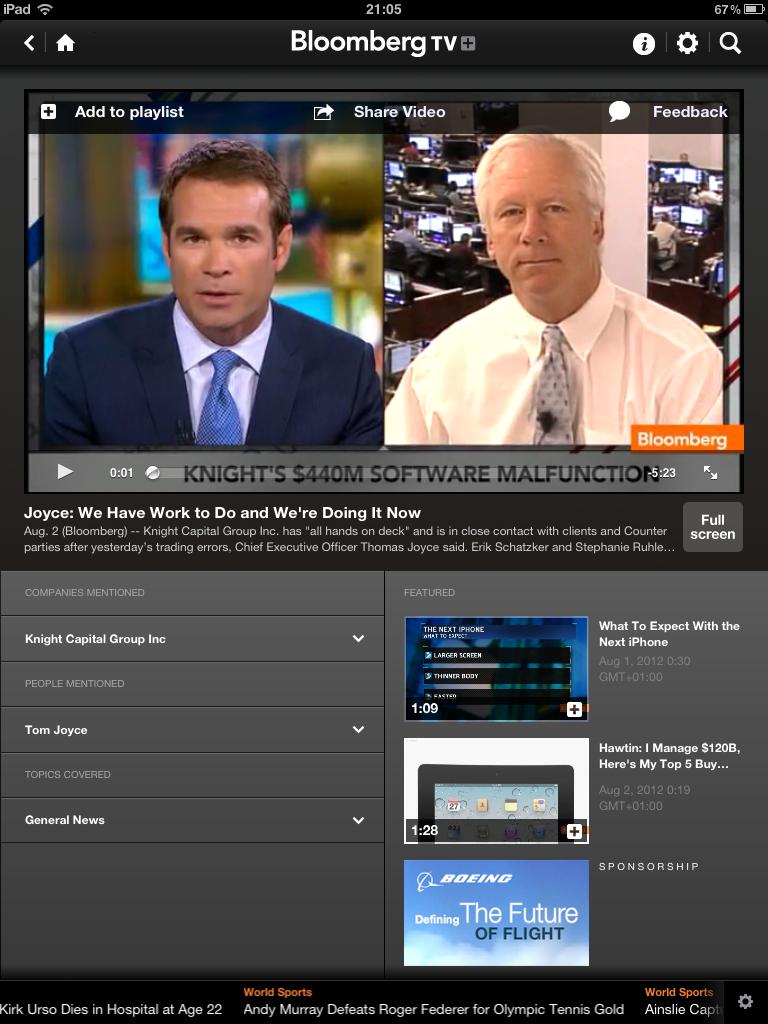 iPad 21:05 67%
Bloomberg TV+
Add to playlist Share Video Feedback
Bloomberg
0:01 -5:23
KNIGHT'S $440M SOFTWARE MALFUNCTION
Joyce: We Have Work to Do and We're Doing It Now
Aug. 2 (Bloomberg) -- Knight Capital Group Inc. has "all hands on deck" and is in close contact with clients and Counter
parties after yesterday's trading errors, Chief Executive Officer Thomas Joyce said. Erik Schatzker and Stephanie Ruhle...
Full
screen
COMPANIES MENTIONED
Knight Capital Group Inc
PEOPLE MENTIONED
Tom Joyce
TOPICS COVERED
General News
FEATURED
THE NEXT IPHONE
WHAT TO EXPECT
LARGER SCREEN
THINNER BODY
FASTER
1:09
What To Expect With the
Next iPhone
Aug 1, 2012 0:30
GMT+01:00
27
1:28
Hawtin: I Manage $120B,
Here's My Top 5 Buy...
Aug 2, 2012 0:19
GMT+01:00
BOEING
Defining The Future
OF FLIGHT
SPONSORSHIP
Kirk Urso Dies in Hospital at Age 22
World Sports
Andy Murray Defeats Roger Federer for Olympic Tennis Gold
World Sports
Ainslie Capt